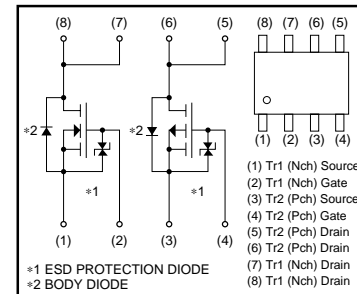 (8) (7) (6) (5)
(8) (7) (6) (5)
∗2
∗2
∗1
∗1
(1) (2) (3) (4)
(1) (2) (3) (4)
(1) Tr1 (Nch) Source
(2) Tr1 (Nch) Gate
(3) Tr2 (Pch) Source
(4) Tr2 (Pch) Gate
(5) Tr2 (Pch) Drain
(6) Tr2 (Pch) Drain
(7) Tr1 (Nch) Drain
(8) Tr1 (Nch) Drain
∗1 ESD PROTECTION DIODE
∗2 BODY DIODE